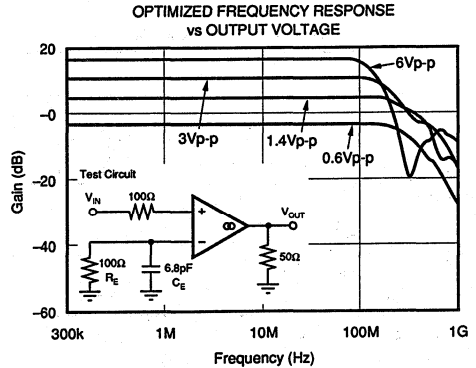 OPTIMIZED FREQUENCY RESPONSE
vs OUTPUT VOLTAGE
20
–0
–20
–40
–60
Gain (dB)
6Vp-p
3Vp-p
1.4Vp-p
0.6Vp-p
Test Circuit
VIN
100Ω
+
–
VOUT
50Ω
100Ω
RE
6.8pF
CE
300k
1M
10M
100M
1G
Frequency (Hz)